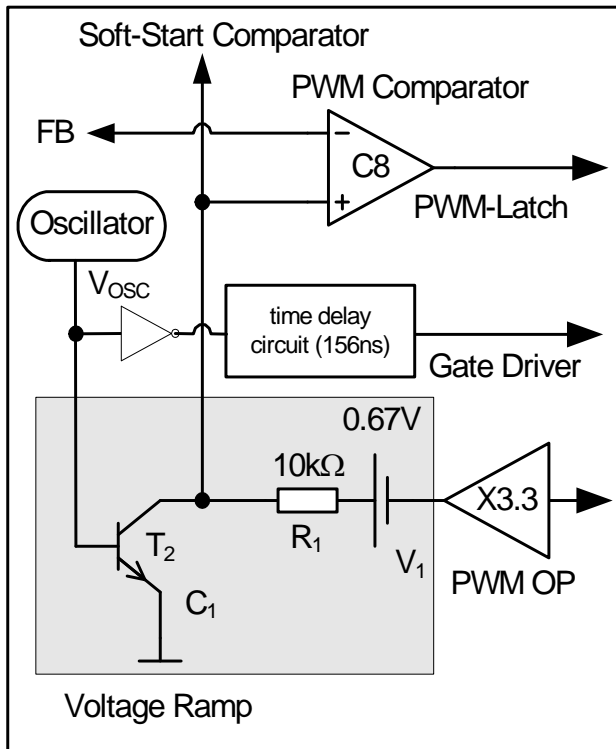 Soft-Start Comparator
PWM Comparator
FB
−
C8
+
PWM-Latch
Oscillator
VOSC
time delay
circuit (156ns)
Gate Driver
0.67V
10kΩ
X3.3
R1
T2
V1
PWM OP
C1
Voltage Ramp